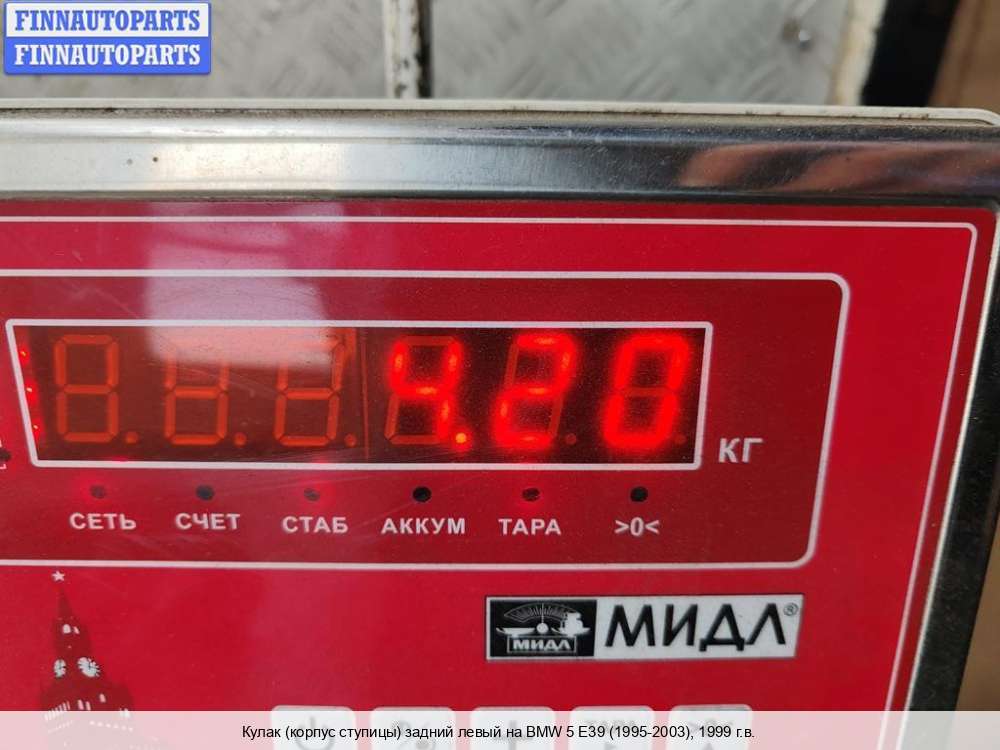 FINNAUTOPARTS
FINNAUTOPARTS
4.20
КГ
СЕТЬ СЧЕТ СТАБ АККУМ ТАРА >0<
МИДЛ МИДЛ®
Кулак (корпус ступицы) задний левый на BMW 5 E39 (1995-2003), 1999 г.в.